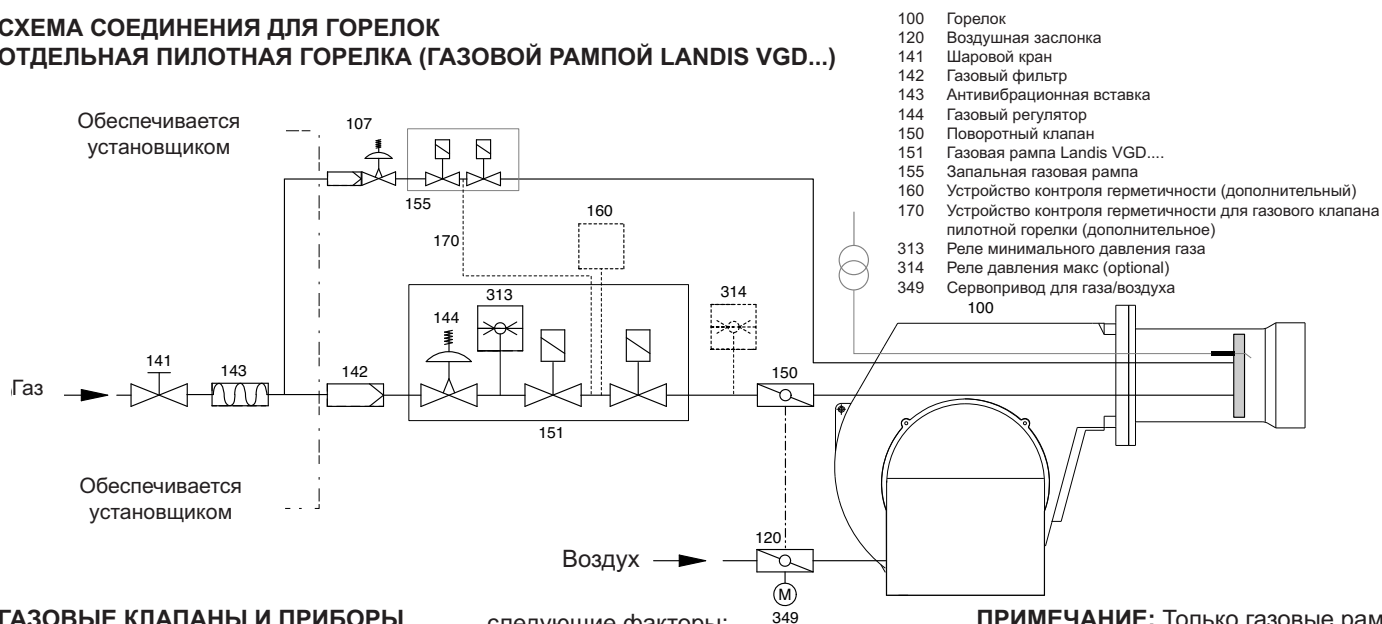 СХЕМА СОЕДИНЕНИЯ ДЛЯ ГОРЕЛОК
ОТДЕЛЬНАЯ ПИЛОТНАЯ ГОРЕЛКА (ГАЗОВОЙ РАМПОЙ LANDIS VGD...)
100 Горелок
120 Воздушная заслонка
141 Шаровой кран
142 Газовый фильтр
143 Антивибрационная вставка
144 Газовый регулятор
150 Поворотный клапан
151 Газовая рампа Landis VGD....
155 Запальная газовая рампа
160 Устройство контроля герметичности (дополнительный)
170 Устройство контроля герметичности для газового клапана
пилотной горелки (дополнительное)
313 Реле минимального давления газа
314 Реле давления макс (optional)
349 Сервопривод для газа/воздуха
Обеспечивается
установщиком
107
155
160
170
313
314
100
144
141
143
142
150
Газ
151
Обеспечивается
установщиком
120
Воздух
M
349
ГАЗОВЫЕ КЛАПАНЫ И ПРИБОРЫ
следующие факторы:
ПРИМЕЧАНИЕ: Только газовые рам